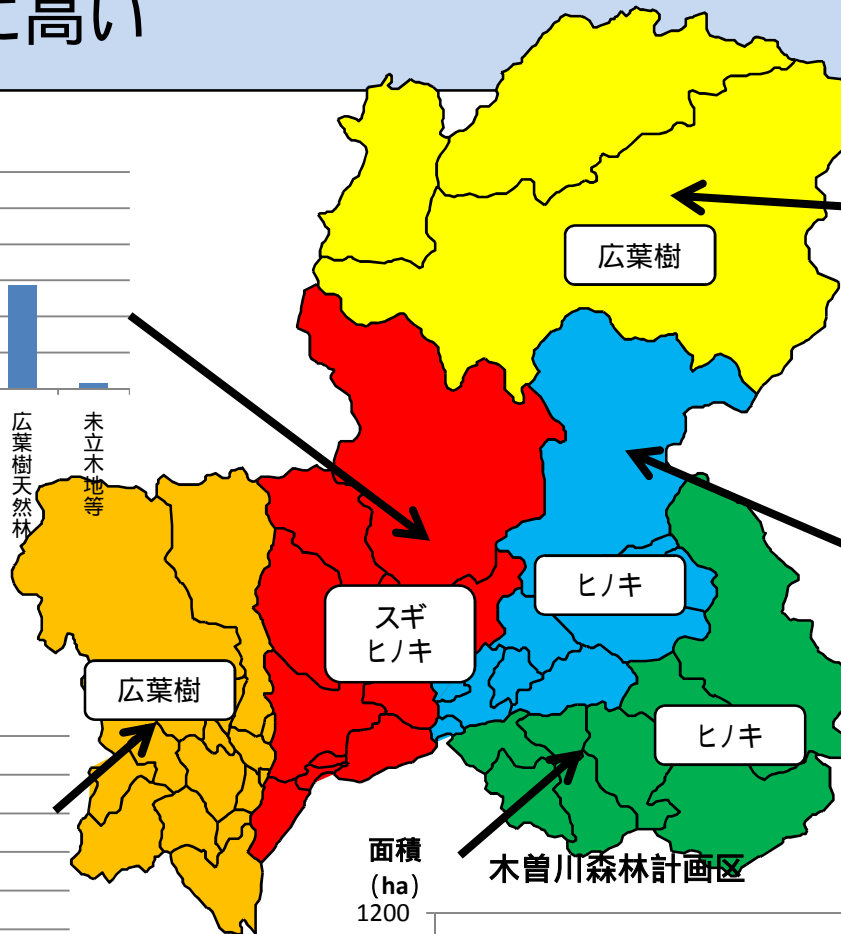 に高い
広葉樹
広葉樹天然林
未立木地等
ヒノキ
スギ
ヒノキ
広葉樹
ヒノキ
面積
（ha）
木曽川森林計画区
1200